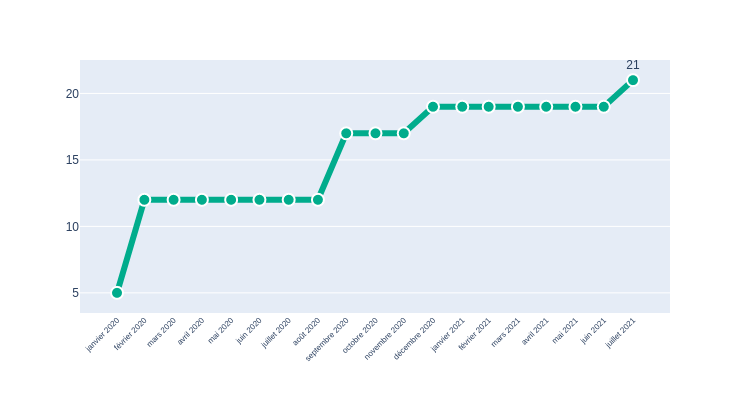 21
20
15
10
5
janvier 2020
février 2020
mars 2020
avril 2020
mai 2020
juin 2020
juillet 2020
août 2020
septembre 2020
octobre 2020
novembre 2020
décembre 2020
janvier 2021
février 2021
mars 2021
avril 2021
mai 2021
juin 2021
juillet 2021